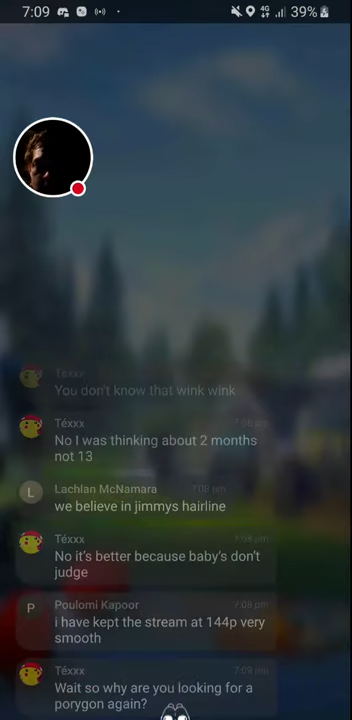 7:09
4G
39%
Téxxx
You don't know that wink wink
Téxxx 7:08 pm
No I was thinking about 2 months
not 13
L Lachlan McNamara 7:08 pm
we believe in jimmys hairline
Téxxx 7:08 pm
No it's better because baby's don't
judge
P Poulomi Kapoor 7:08 pm
i have kept the stream at 144p very
smooth
Téxxx 7:09 pm
Wait so why are you looking for a
porygon again?